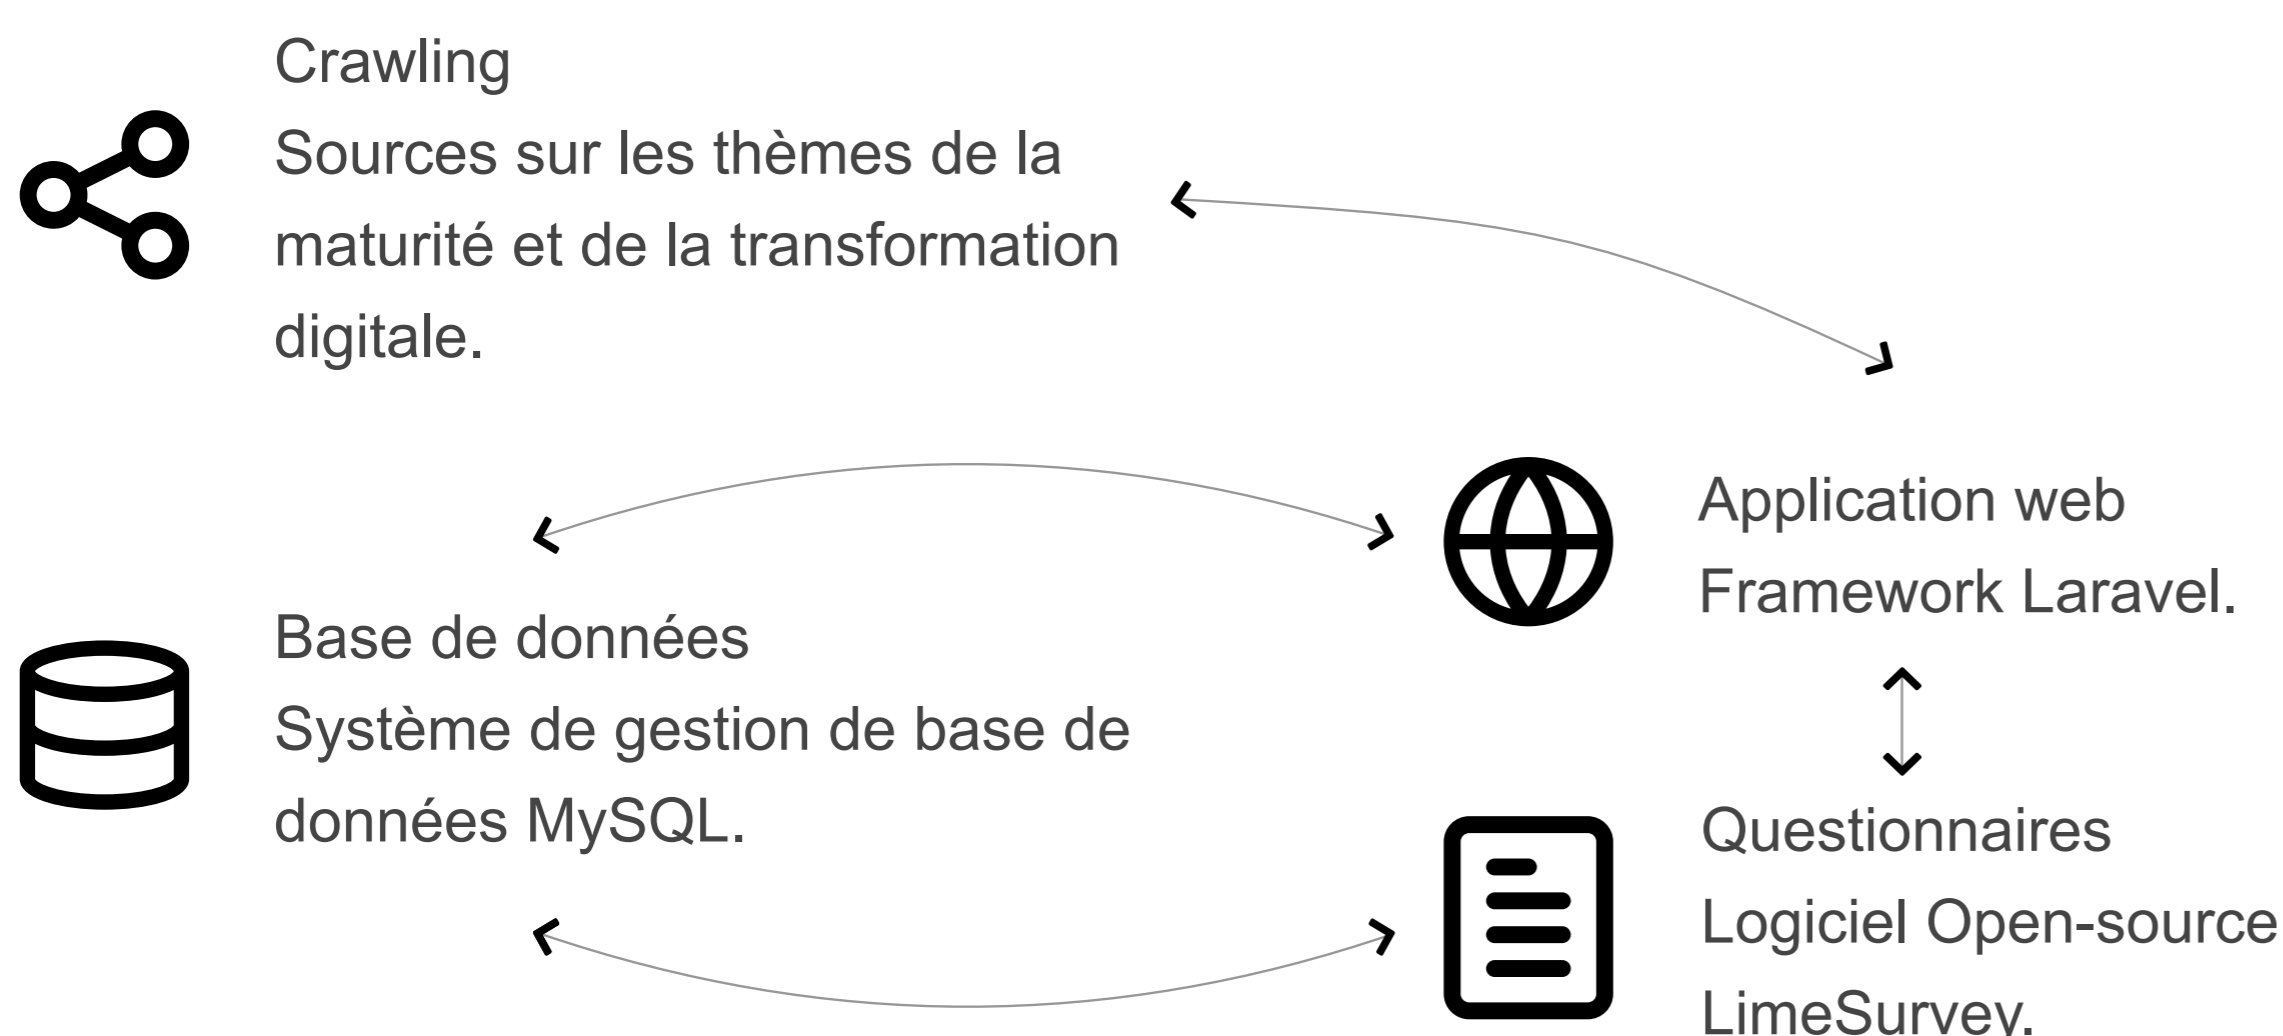 Crawling
Sources sur les thèmes de la
maturité et de la transformation
digitale.
Application web
Framework Laravel.
Base de données
Système de gestion de base de
données MySQL.
Questionnaires
Logiciel Open-source
LimeSurvey.